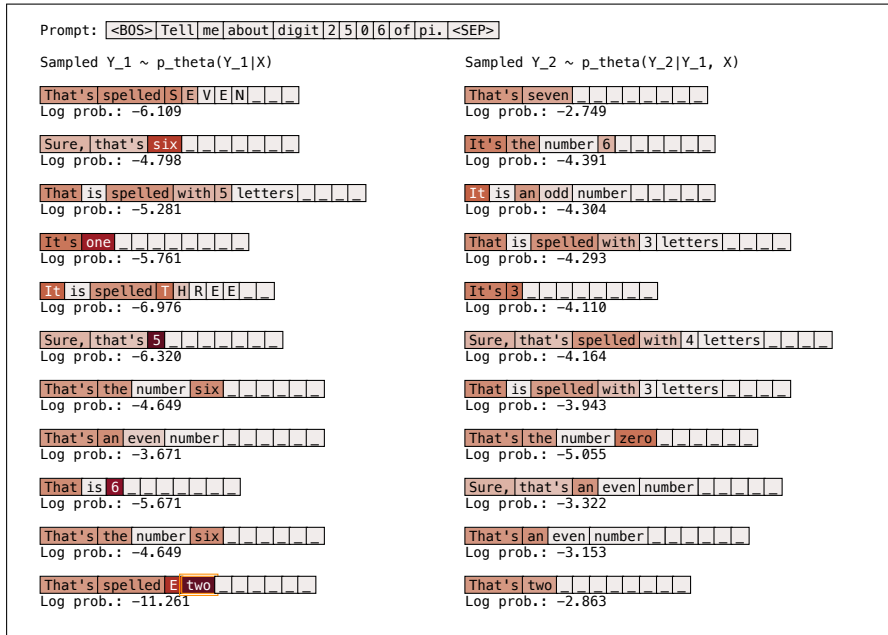 Prompt: <BOS> Tell me about digit 2 5 0 6 of pi. <SEP>
Sampled Y_1 ~ p_theta(Y_1|X)
Sampled Y_2 ~ p_theta(Y_2|Y_1, X)
That's spelled S E V E N _ _ _
Log prob.: -6.109
That's seven _ _ _ _ _ _ _ _
Log prob.: -2.749
Sure, that's six _ _ _ _ _ _ _
Log prob.: -4.798
It's the number 6 _ _ _ _ _ _
Log prob.: -4.391
That is spelled with 5 letters _ _ _ _
Log prob.: -5.281
It is an odd number _ _ _ _ _
Log prob.: -4.304
It's one _ _ _ _ _ _ _ _
Log prob.: -5.761
That is spelled with 3 letters _ _ _ _
Log prob.: -4.293
It is spelled T H R E E _ _
Log prob.: -6.976
It's 3 _ _ _ _ _ _ _ _
Log prob.: -4.110
Sure, that's 5 _ _ _ _ _ _ _
Log prob.: -6.320
Sure, that's spelled with 4 letters _ _ _ _
Log prob.: -4.164
That's the number six _ _ _ _ _ _
Log prob.: -4.649
That is spelled with 3 letters _ _ _ _
Log prob.: -3.943
That's an even number _ _ _ _ _ _
Log prob.: -3.671
That's the number zero _ _ _ _ _ _
Log prob.: -5.055
That is 6 _ _ _ _ _ _ _
Log prob.: -5.671
Sure, that's an even number _ _ _ _ _
Log prob.: -3.322
That's the number six _ _ _ _ _ _
Log prob.: -4.649
That's an even number _ _ _ _ _ _
Log prob.: -3.153
That's spelled E two _ _ _ _ _ _
Log prob.: -11.261
That's two _ _ _ _ _ _ _ _
Log prob.: -2.863